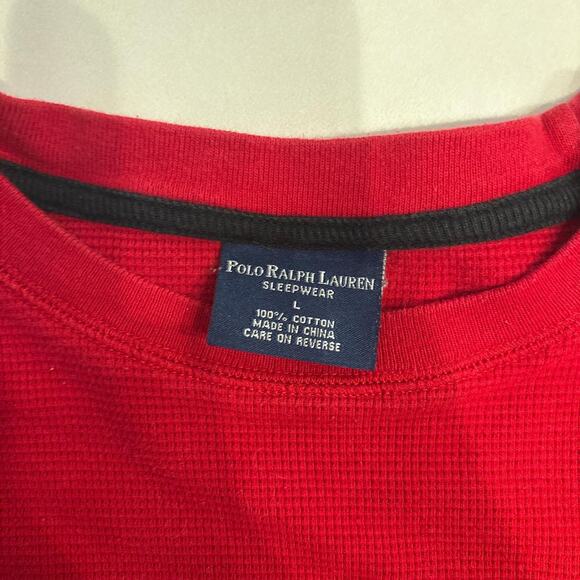 POLO RALPH LAUREN
SLEEPWEAR
L
100% COTTON
MADE IN CHINA
CARE ON REVERSE